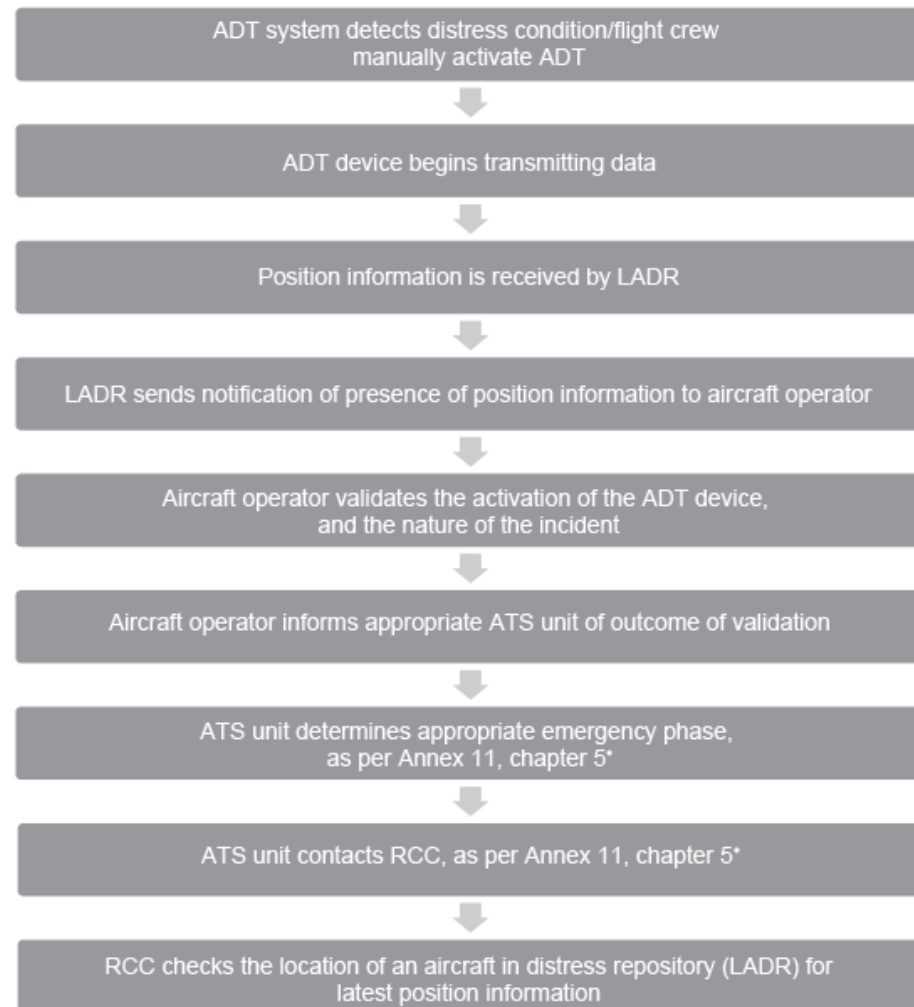 ADT system detects distress condition/flight crew
manually activate ADT
ADT device begins transmitting data
Position information is received by LADR
LADR sends notification of presence of position information to aircraft operator
Aircraft operator validates the activation of the ADT device,
and the nature of the incident
Aircraft operator informs appropriate ATS unit of outcome of validation
ATS unit determines appropriate emergency phase,
as per Annex 11, chapter 5*
ATS unit contacts RCC, as per Annex 11, chapter 5*
RCC checks the location of an aircraft in distress repository (LADR) for
latest position information